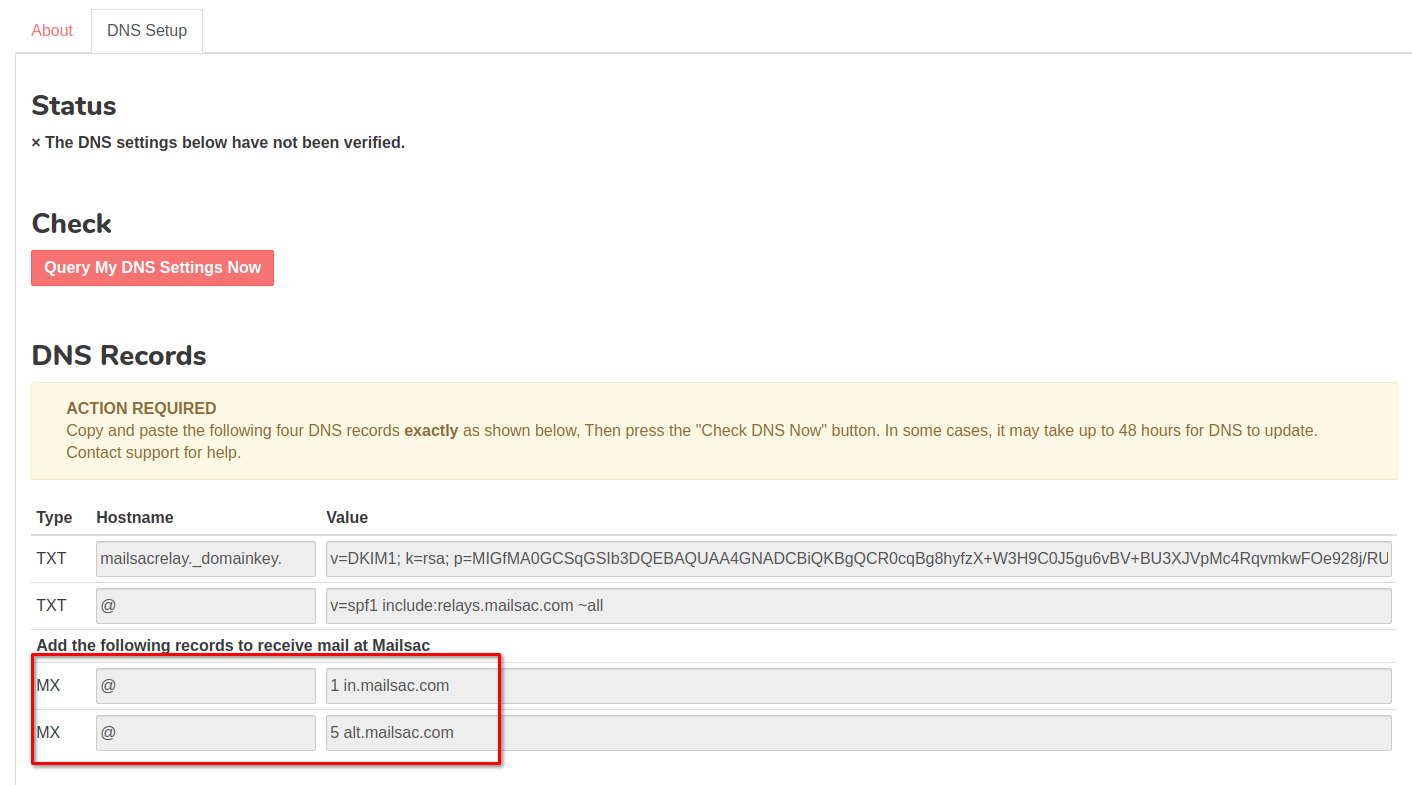 About DNS Setup
Status
× The DNS settings below have not been verified.
Check
Query My DNS Settings Now
DNS Records
ACTION REQUIRED
Copy and paste the following four DNS records exactly as shown below, Then press the "Check DNS Now" button. In some cases, it may take up to 48 hours for DNS to update.
Contact support for help.
Type Hostname Value
TXT mailsacrelay._domainkey. v=DKIM1; k=rsa; p=MIGfMA0GCSqGSIb3DQEBAQUAA4GNADCBiQKBgQCR0cqBg8hyfzX+W3H9C0J5gu6vBV+BU3XJVpMc4RqvmkwFOe928j/RU
TXT @ v=spf1 include:relays.mailsac.com ~all
Add the following records to receive mail at Mailsac
MX @ 1 in.mailsac.com
MX @ 5 alt.mailsac.com